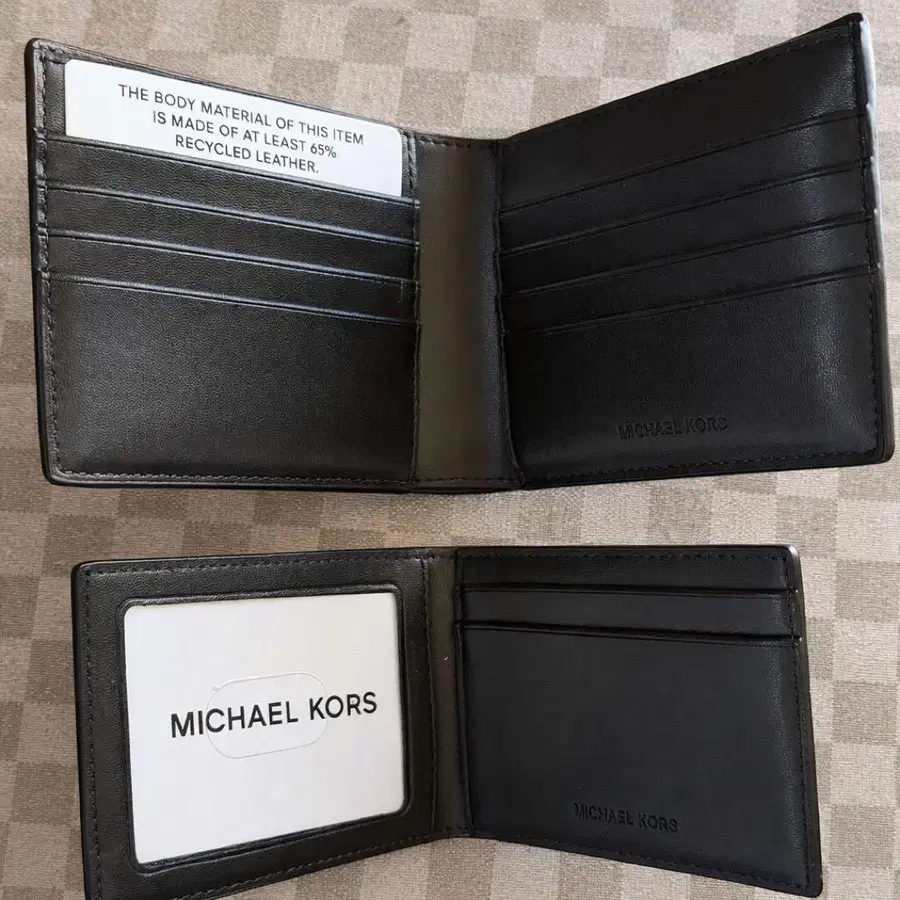 THE BODY MATERIAL OF THIS ITEM
IS MADE OF AT LEAST 65%
RECYCLED LEATHER.
MICHAEL KORS
MICHAEL KORS
MICHAEL KORS